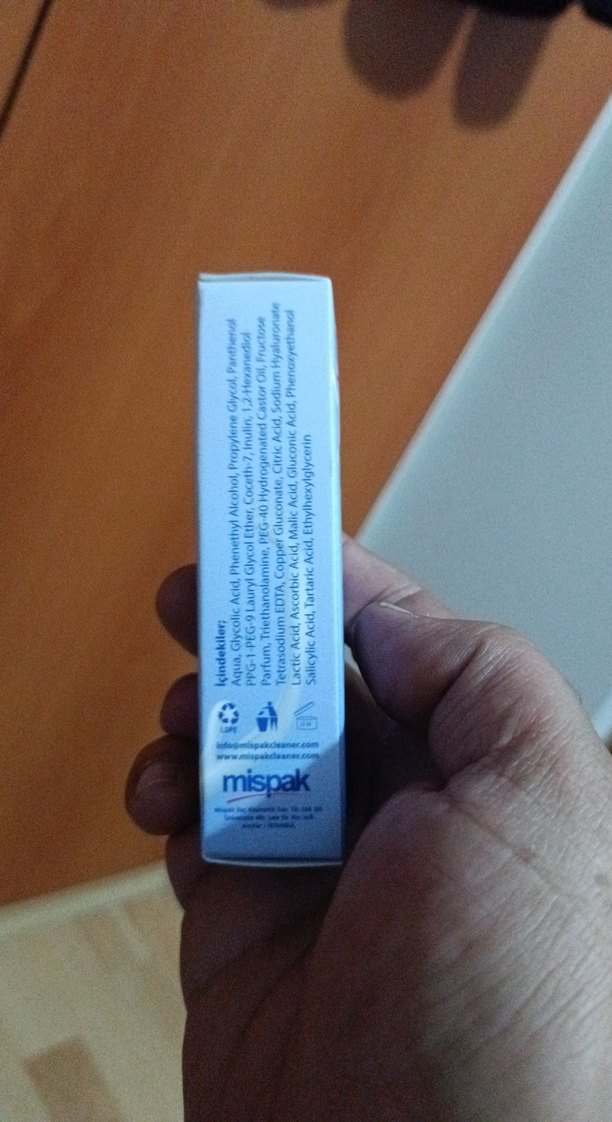 İçindekiler;
Aqua, Glycolic Acid, Phenethyl Alcohol, Propylene Glycol, Panthenol
PPG-1-PEG-9 Lauryl Glycol Ether, Coceth-7, Inulin, 1,2-Hexanediol
Parfum, Triethanolamine, PEG-40 Hydrogenated Castor Oil, Fructose
Tetrasodium EDTA, Copper Gluconate, Citric Acid, Sodium Hyaluronate
Lactic Acid, Ascorbic Acid, Malic Acid, Gluconic Acid, Phenoxyethanol
Salicylic Acid, Tartaric Acid, Ethylhexylglycerin
LDPE
info@mispakcleaner.com
www.mispakcleaner.com
mispak
Mispak
İSTANBUL